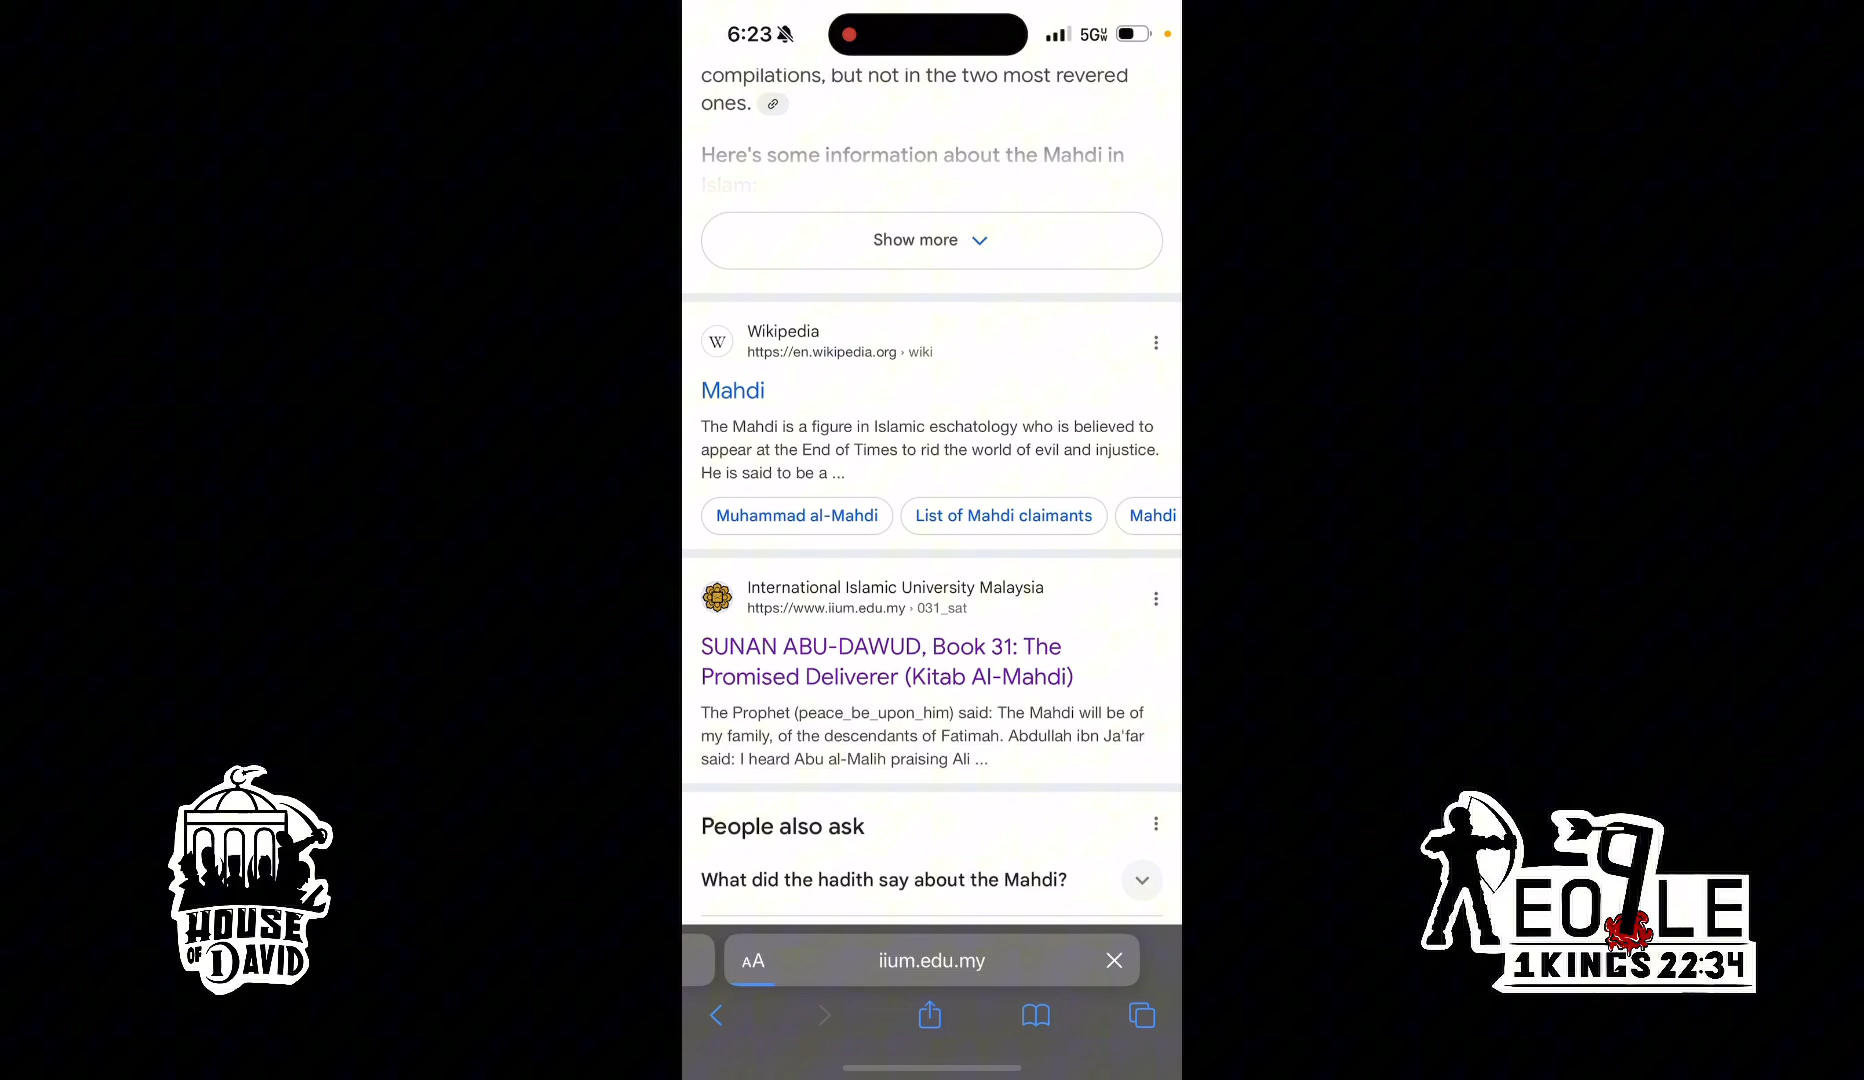 6:23
5GUW
compilations, but not in the two most revered
ones.
Here's some information about the Mahdi in
Islam:
Show more
W
Wikipedia
https://en.wikipedia.org › wiki
Mahdi
The Mahdi is a figure in Islamic eschatology who is believed to
appear at the End of Times to rid the world of evil and injustice.
He is said to be a ...
Muhammad al-Mahdi
List of Mahdi claimants
Mahdi
International Islamic University Malaysia
https://www.iium.edu.my › 031_sat
SUNAN ABU-DAWUD, Book 31: The
Promised Deliverer (Kitab Al-Mahdi)
The Prophet (peace_be_upon_him) said: The Mahdi will be of
my family, of the descendants of Fatimah. Abdullah ibn Ja'far
said: I heard Abu al-Malih praising Ali ...
People also ask
What did the hadith say about the Mahdi?
AA
iium.edu.my
HOUSE
OF DAVID
EO LE
1 KINGS 22:34